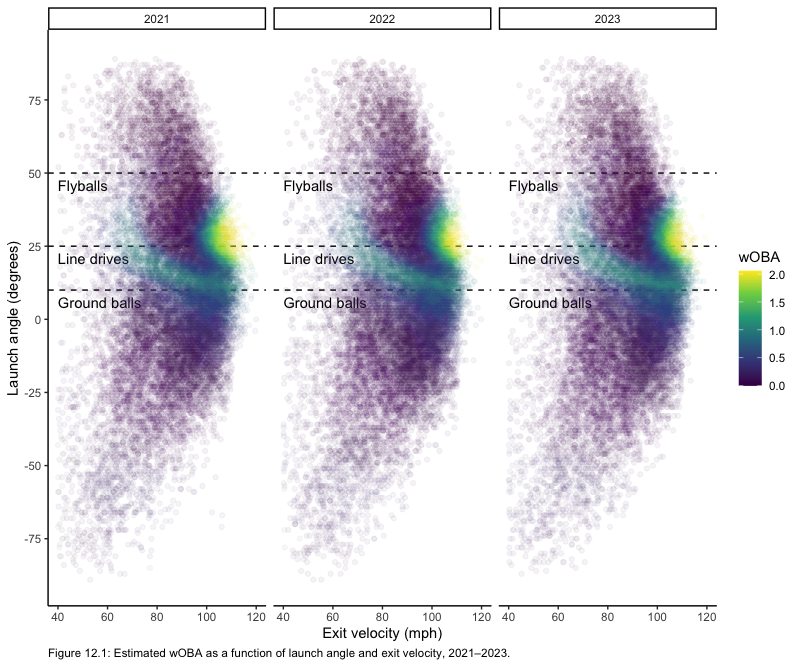 2021 2022 2023
75
50
25
0
-25
-50
-75
Launch angle (degrees)
Flyballs Flyballs Flyballs
Line drives Line drives Line drives
Ground balls Ground balls Ground balls
wOBA
2.0
1.5
1.0
0.5
0.0
40 60 80 100 120 40 60 80 100 120 40 60 80 100 120
Exit velocity (mph)
Figure 12.1: Estimated wOBA as a function of launch angle and exit velocity, 2021–2023.